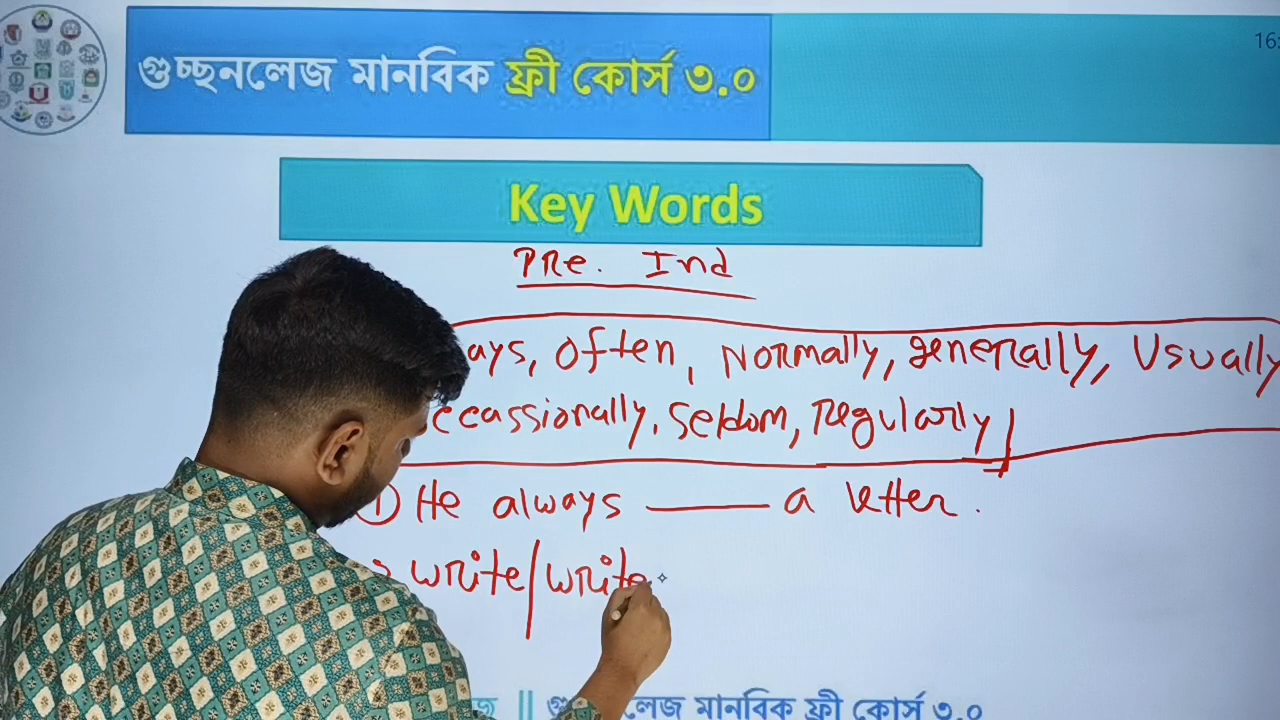 16:
গুচ্ছনলেজ মানবিক ফ্রী কোর্স ৩.০
Key Words
Pre. Ind
ays, often, Normally, generally, Usually
ccassionally, Seldom, Regularly
① He always ——— a letter.
write/write
|| গু লেজ মানবিক ফ্রী কোর্স ৩.০